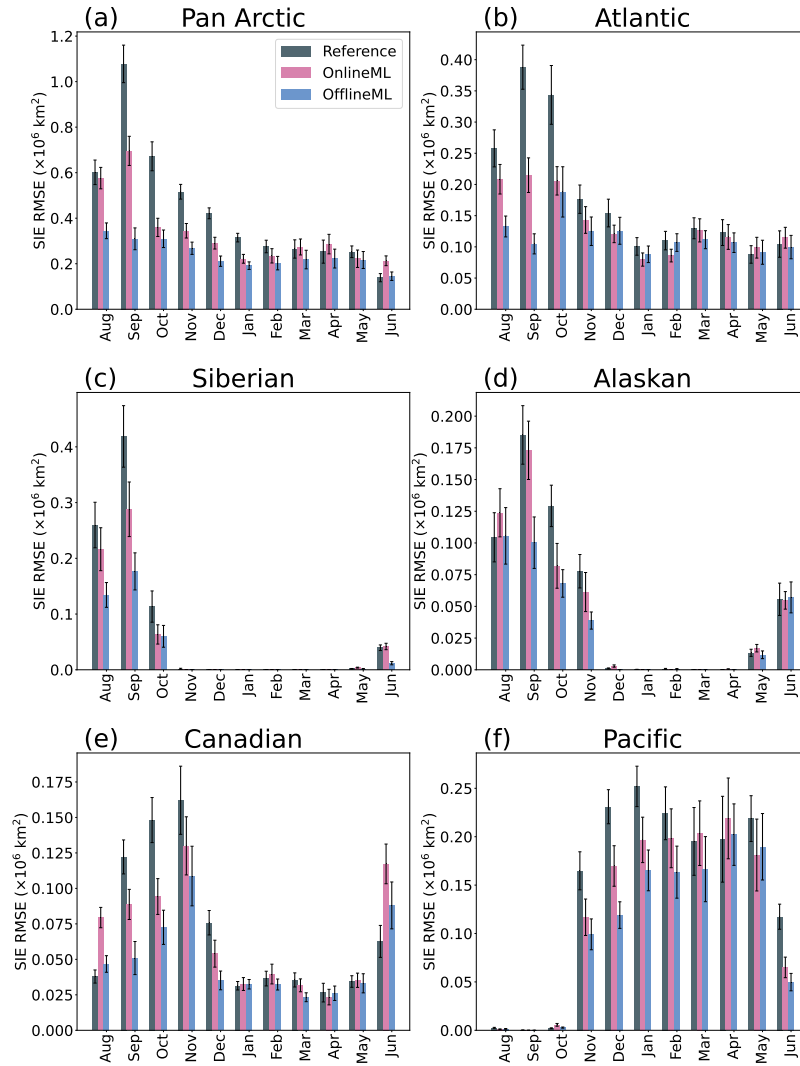 (a) Pan Arctic
SIE RMSE (×10⁶ km²)
1.2
1.0
0.8
0.6
0.4
0.2
0.0
Reference
OnlineML
OfflineML
Aug Sep Oct Nov Dec Jan Feb Mar Apr May Jun
(b) Atlantic
SIE RMSE (×10⁶ km²)
0.40
0.35
0.30
0.25
0.20
0.15
0.10
0.05
0.00
Aug Sep Oct Nov Dec Jan Feb Mar Apr May Jun
(c) Siberian
SIE RMSE (×10⁶ km²)
0.4
0.3
0.2
0.1
0.0
Aug Sep Oct Nov Dec Jan Feb Mar Apr May Jun
(d) Alaskan
SIE RMSE (×10⁶ km²)
0.200
0.175
0.150
0.125
0.100
0.075
0.050
0.025
0.000
Aug Sep Oct Nov Dec Jan Feb Mar Apr May Jun
(e) Canadian
SIE RMSE (×10⁶ km²)
0.175
0.150
0.125
0.100
0.075
0.050
0.025
0.000
Aug Sep Oct Nov Dec Jan Feb Mar Apr May Jun
(f) Pacific
SIE RMSE (×10⁶ km²)
0.25
0.20
0.15
0.10
0.05
0.00
Aug Sep Oct Nov Dec Jan Feb Mar Apr May Jun